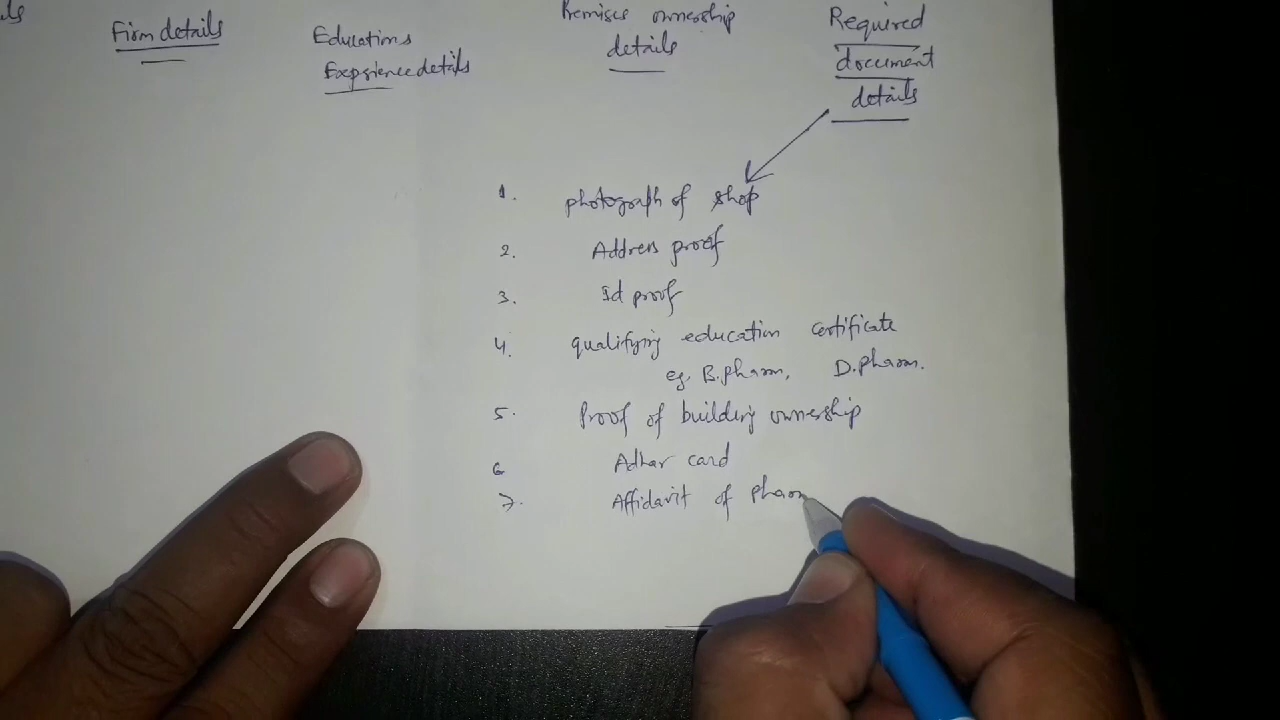 Firm details
Educations
Expsrience details
Premises ownership
details
Required
document
details
1. photograph of shop
2. Address proof
3. Id proof
4. qualifying education certificate
eg. B.pharm, D.pharm.
5. Proof of building ownership
6 Adhar card
7. Affidavit of pharm